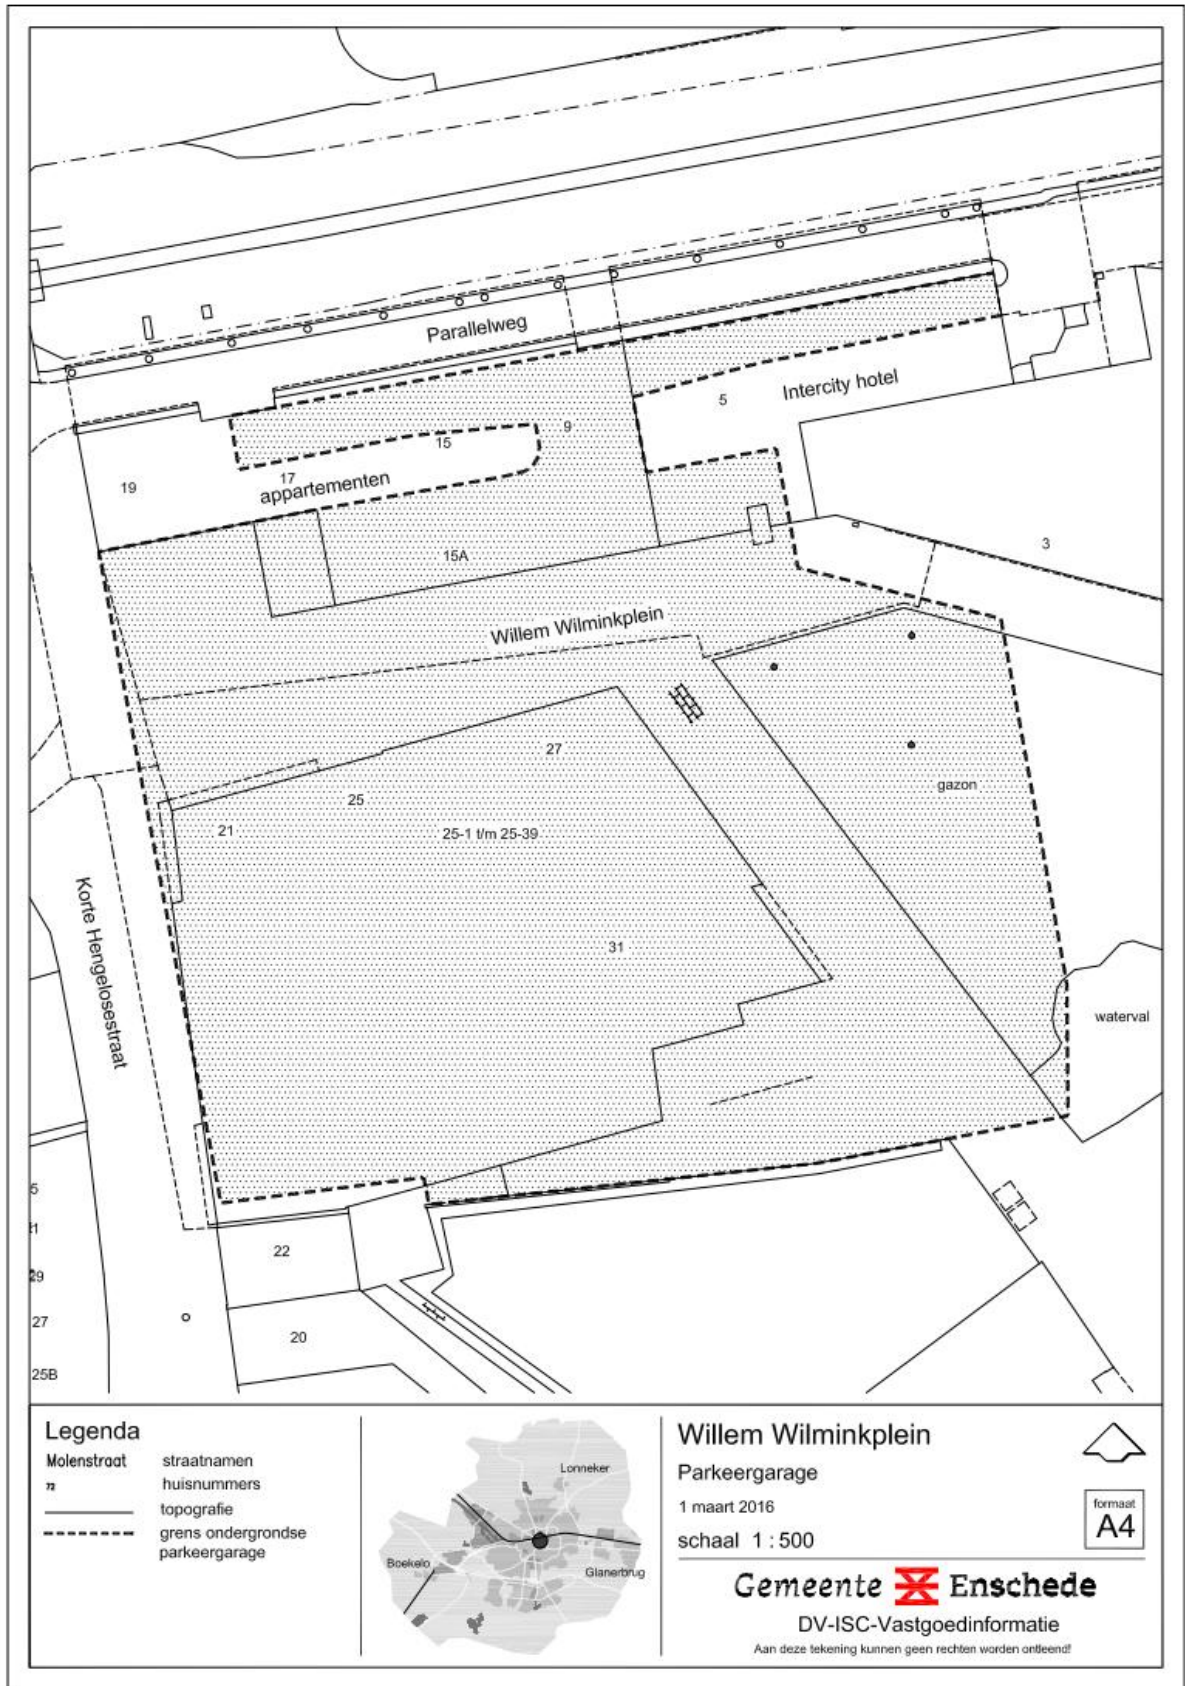 Parallelweg
Intercity hotel
5
9
15
17
appartementen
19
15A
3
Willem Wilminkplein
27
gazon
25
21
25-1 t/m 25-39
Korte Hengelosestraat
31
waterval
5
22
29
27
20
25B
Legenda
Molenstraat straatnamen
72 huisnummers
topografie
grens ondergrondse
parkeergarage
Lonneker
Boekelo
Glanerbrug
Willem Wilminkplein
Parkeergarage
1 maart 2016
schaal 1 : 500
formaat
A4
Gemeente Enschede
DV-ISC-Vastgoedinformatie
Aan deze tekening kunnen geen rechten worden ontleend!